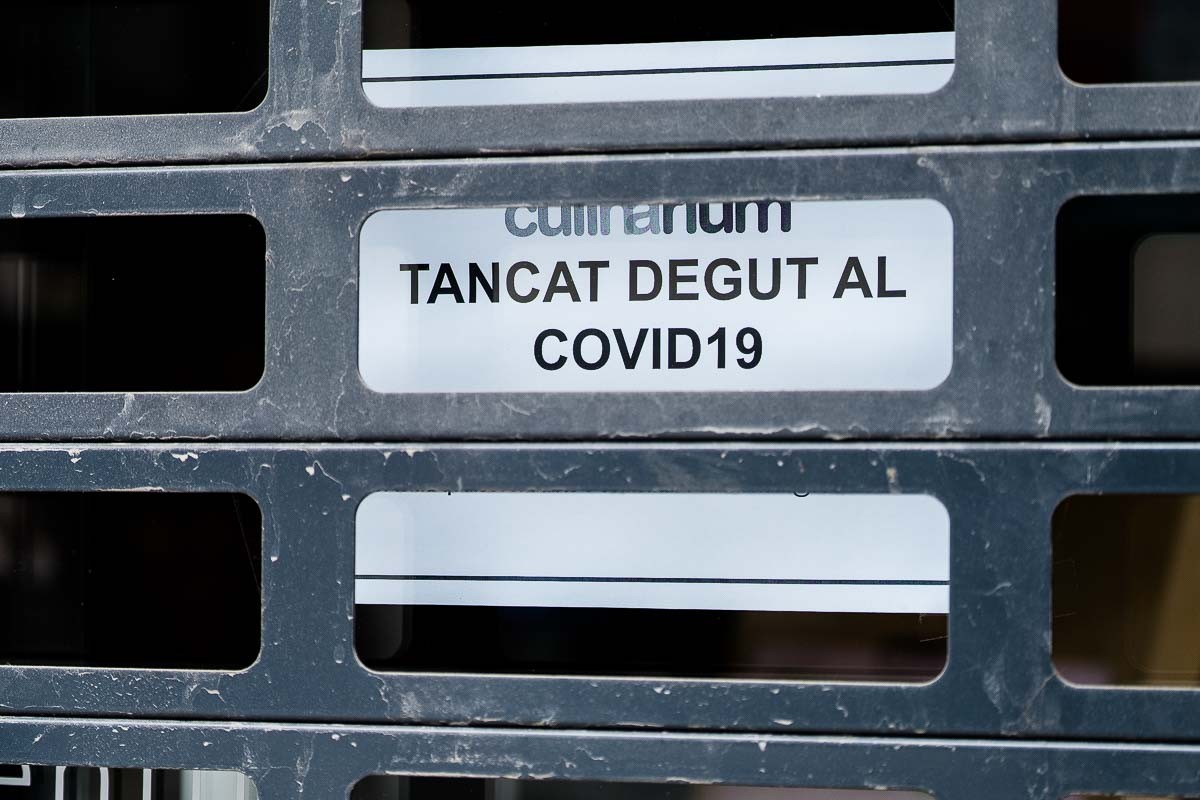 culinarium
TANCAT DEGUT AL
COVID19